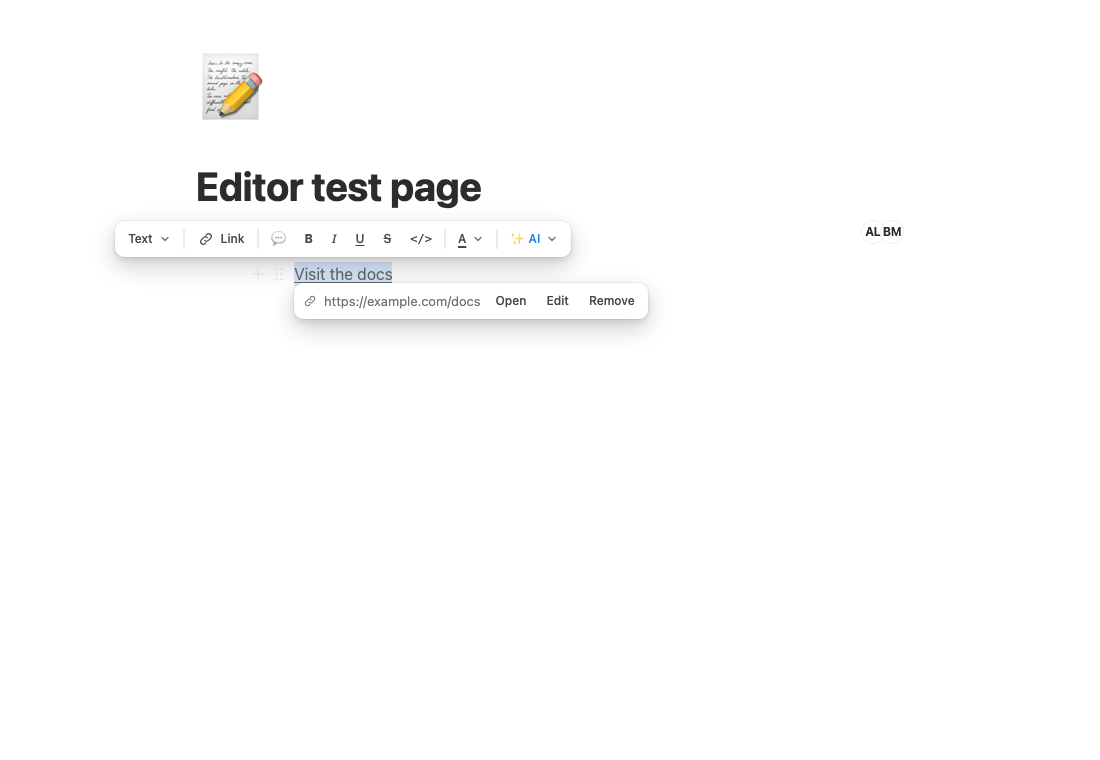 Editor test page
Text Link B I U S </> A ✨ AI
AL BM
Visit the docs
https://example.com/docs Open Edit Remove